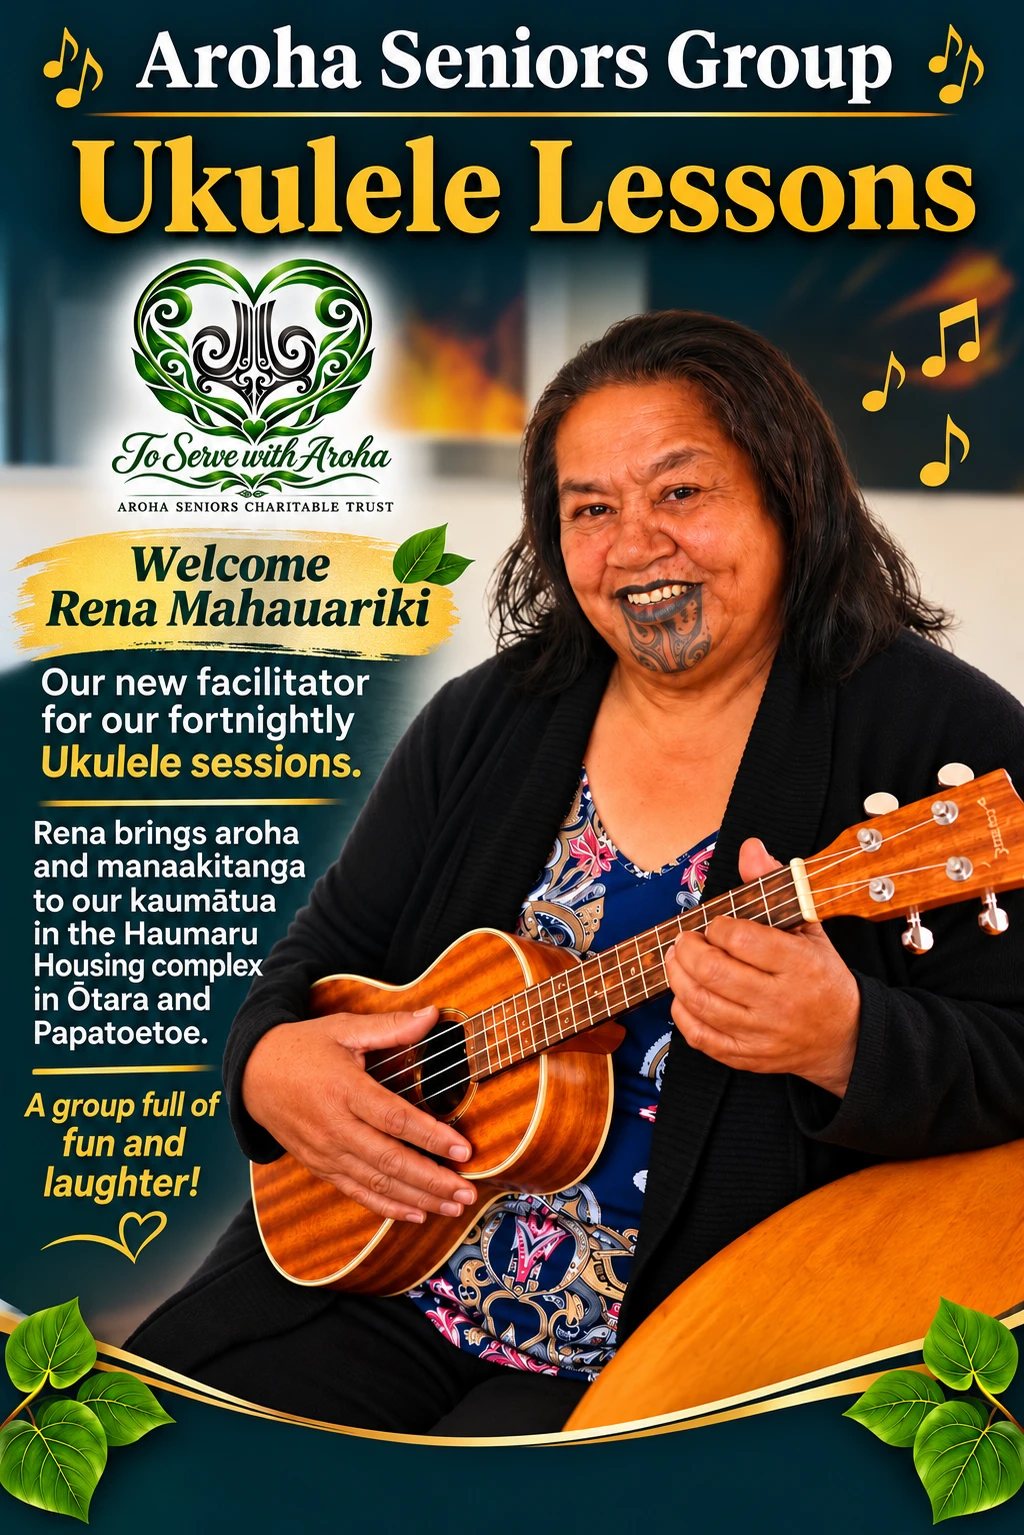 Aroha Seniors Group
Ukulele Lessons
To Serve with Aroha
AROHA SENIORS CHARITABLE TRUST
Welcome
Rena Mahauariki
Our new facilitator
for our fortnightly
Ukulele sessions.
Rena brings aroha
and manaakitanga
to our kaumātua
in the Haumaru
Housing complex
in Ōtara and
Papatoetoe.
A group full of
fun and
laughter!